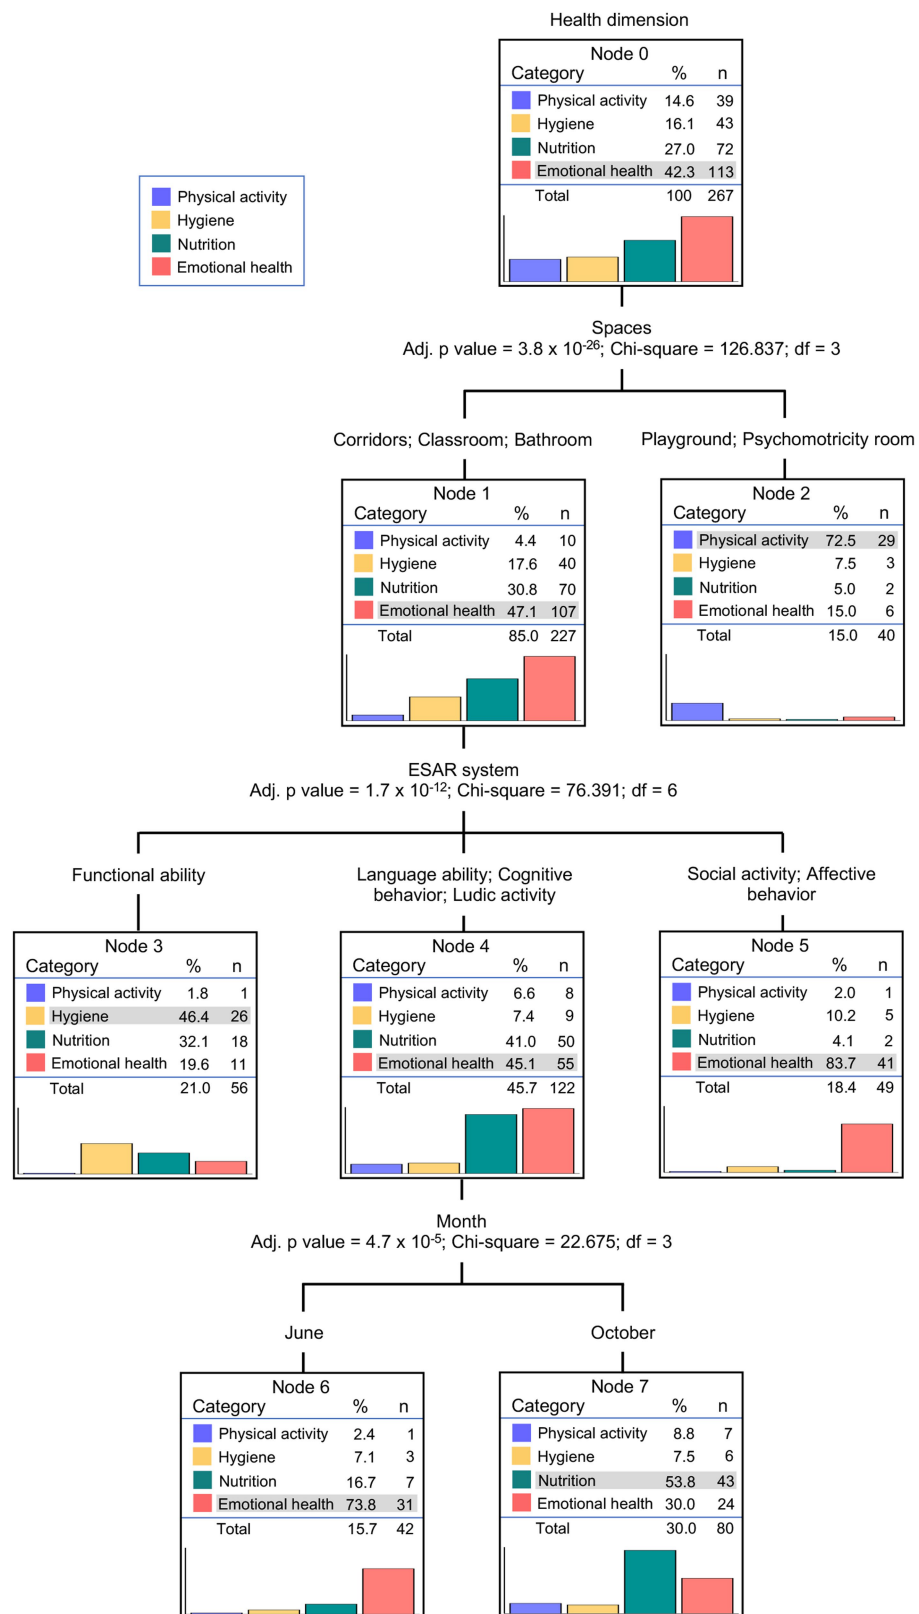 Health dimension
Node 0
Category % n
Physical activity 14.6 39
Hygiene 16.1 43
Nutrition 27.0 72
Emotional health 42.3 113
Total 100 267
Physical activity
Hygiene
Nutrition
Emotional health
Spaces
Adj. p value = 3.8 x 10-26; Chi-square = 126.837; df = 3
Corridors; Classroom; Bathroom
Playground; Psychomotricity room
Node 1
Category % n
Physical activity 4.4 10
Hygiene 17.6 40
Nutrition 30.8 70
Emotional health 47.1 107
Total 85.0 227
Node 2
Category % n
Physical activity 72.5 29
Hygiene 7.5 3
Nutrition 5.0 2
Emotional health 15.0 6
Total 15.0 40
ESAR system
Adj. p value = 1.7 x 10-12; Chi-square = 76.391; df = 6
Functional ability
Language ability; Cognitive
behavior; Ludic activity
Social activity; Affective
behavior
Node 3
Category % n
Physical activity 1.8 1
Hygiene 46.4 26
Nutrition 32.1 18
Emotional health 19.6 11
Total 21.0 56
Node 4
Category % n
Physical activity 6.6 8
Hygiene 7.4 9
Nutrition 41.0 50
Emotional health 45.1 55
Total 45.7 122
Node 5
Category % n
Physical activity 2.0 1
Hygiene 10.2 5
Nutrition 4.1 2
Emotional health 83.7 41
Total 18.4 49
Month
Adj. p value = 4.7 x 10-5; Chi-square = 22.675; df = 3
June
October
Node 6
Category % n
Physical activity 2.4 1
Hygiene 7.1 3
Nutrition 16.7 7
Emotional health 73.8 31
Total 15.7 42
Node 7
Category % n
Physical activity 8.8 7
Hygiene 7.5 6
Nutrition 53.8 43
Emotional health 30.0 24
Total 30.0 80